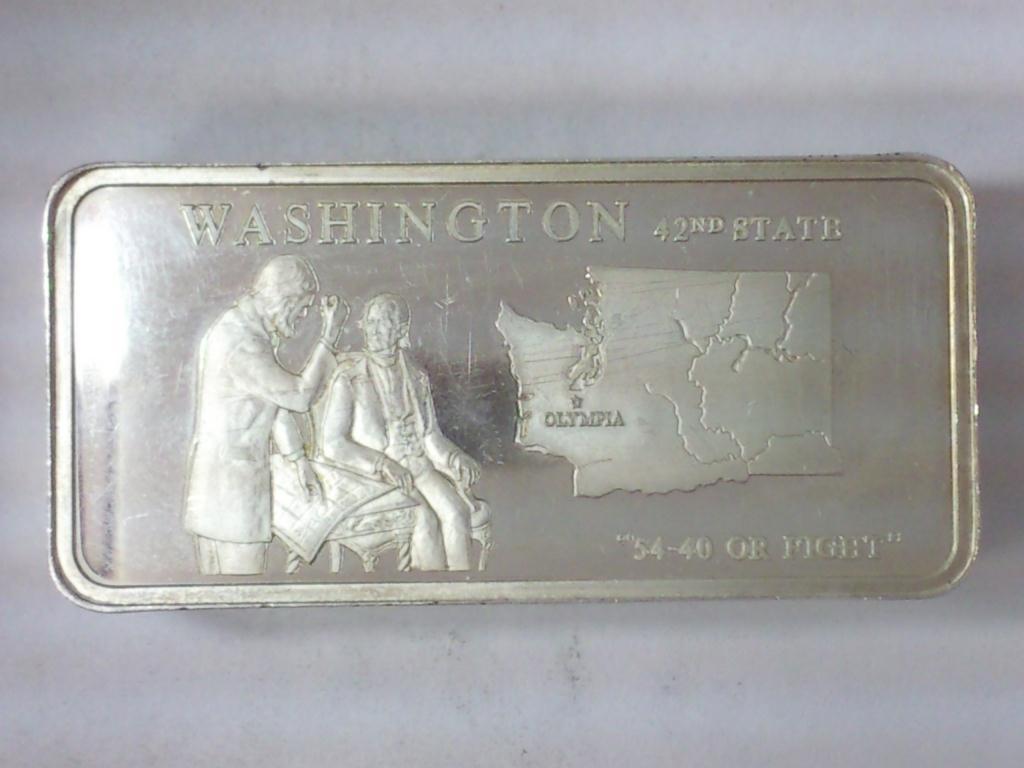 WASHINGTON 42ND STATE
OLYMPIA
"54-40 OR FIGHT"